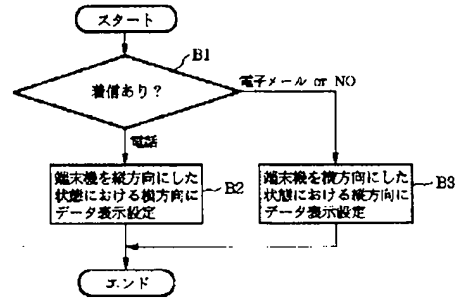 スタート
B1
着信あり?
電子メール or NO
電話
端末機を縦方向にした
状態における横方向に
データ表示設定
B2
端末機を横方向にした
状態における縦方向に
データ表示設定
B3
エンド